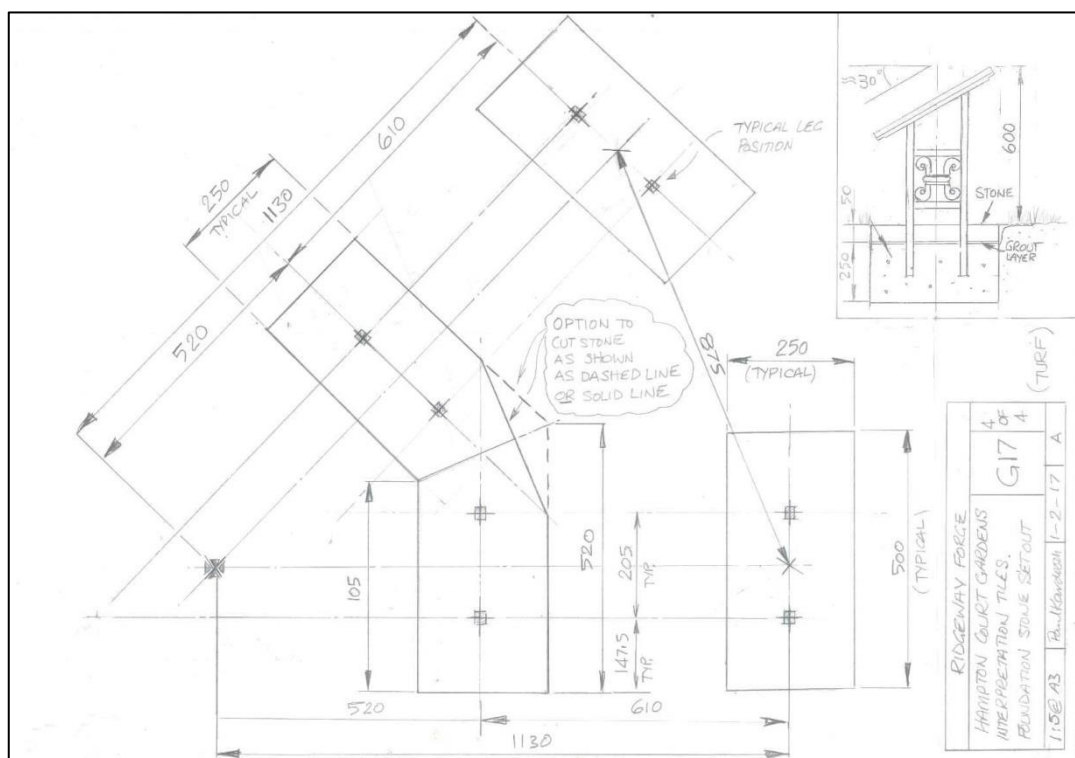 610
250
TYPICAL
1130
520
TYPICAL LEG
POSITION
≈30°
600
50
STONE
GROUT
LAYER
250
OPTION TO
CUT STONE
AS SHOWN
AS DASHED LINE
OR SOLID LINE
875
250
(TYPICAL)
(TURF)
105
520
205
TYP.
147.5
TYP.
500
(TYPICAL)
520
610
1130
RIDGEWAY FORGE
HAMPTON COURT GARDENS
INTERPRETATION TILES.
FOUNDATION STONE SET OUT
G17
4
OF
4
1:5@ A3
1-2-17
A